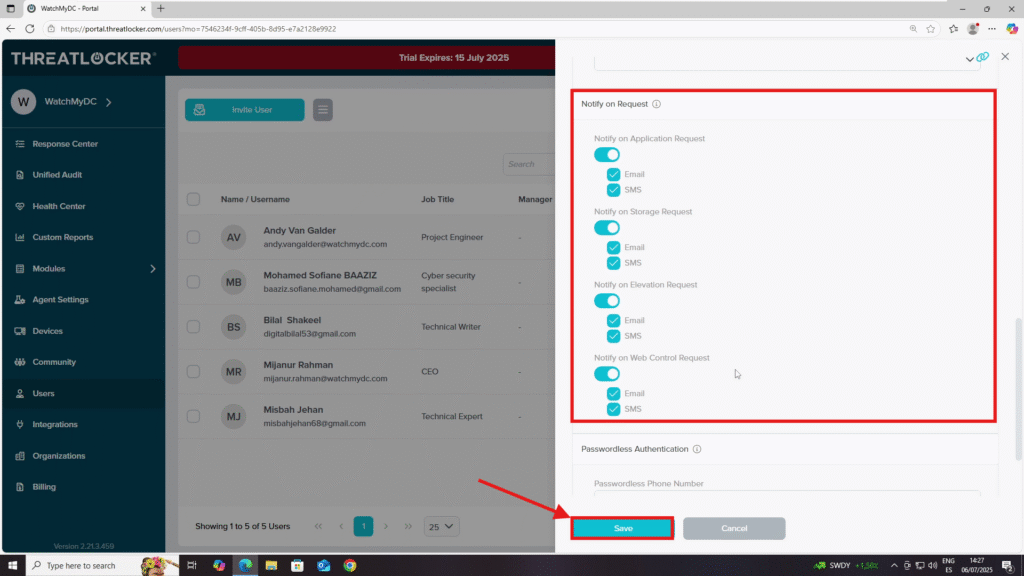 WatchMyDC - Portal
https://portal.threatlocker.com/users?mo=7546234f-9cff-405b-8d95-e7a2128e9922
THREATLOCKER
Trial Expires: 15 July 2025
W
WatchMyDC
Response Center
Unified Audit
Health Center
Custom Reports
Modules
Agent Settings
Devices
Community
Users
Integrations
Organizations
Billing
Version 2.21.3.459
Invite User
Search
Name / Username Job Title Manager
AV Andy Van Galder Project Engineer -
andy.vangalder@watchmydc.com
MB Mohamed Sofiane BAAZIZ Cyber security specialist -
baaziz.sofiane.mohamed@gmail.com
BS Bilal Shakeel Technical Writer -
digitalbilal53@gmail.com
MR Mijanur Rahman CEO -
mijanur.rahman@watchmydc.com
MJ Misbah Jehan Technical Expert -
misbahjehan68@gmail.com
Showing 1 to 5 of 5 Users
1
25
Notify on Request
Notify on Application Request
Email
SMS
Notify on Storage Request
Email
SMS
Notify on Elevation Request
Email
SMS
Notify on Web Control Request
Email
SMS
Passwordless Authentication
Passwordless Phone Number
Save
Cancel
Type here to search
SWDY +1,50%
ENG
ES
14:27
06/07/2025